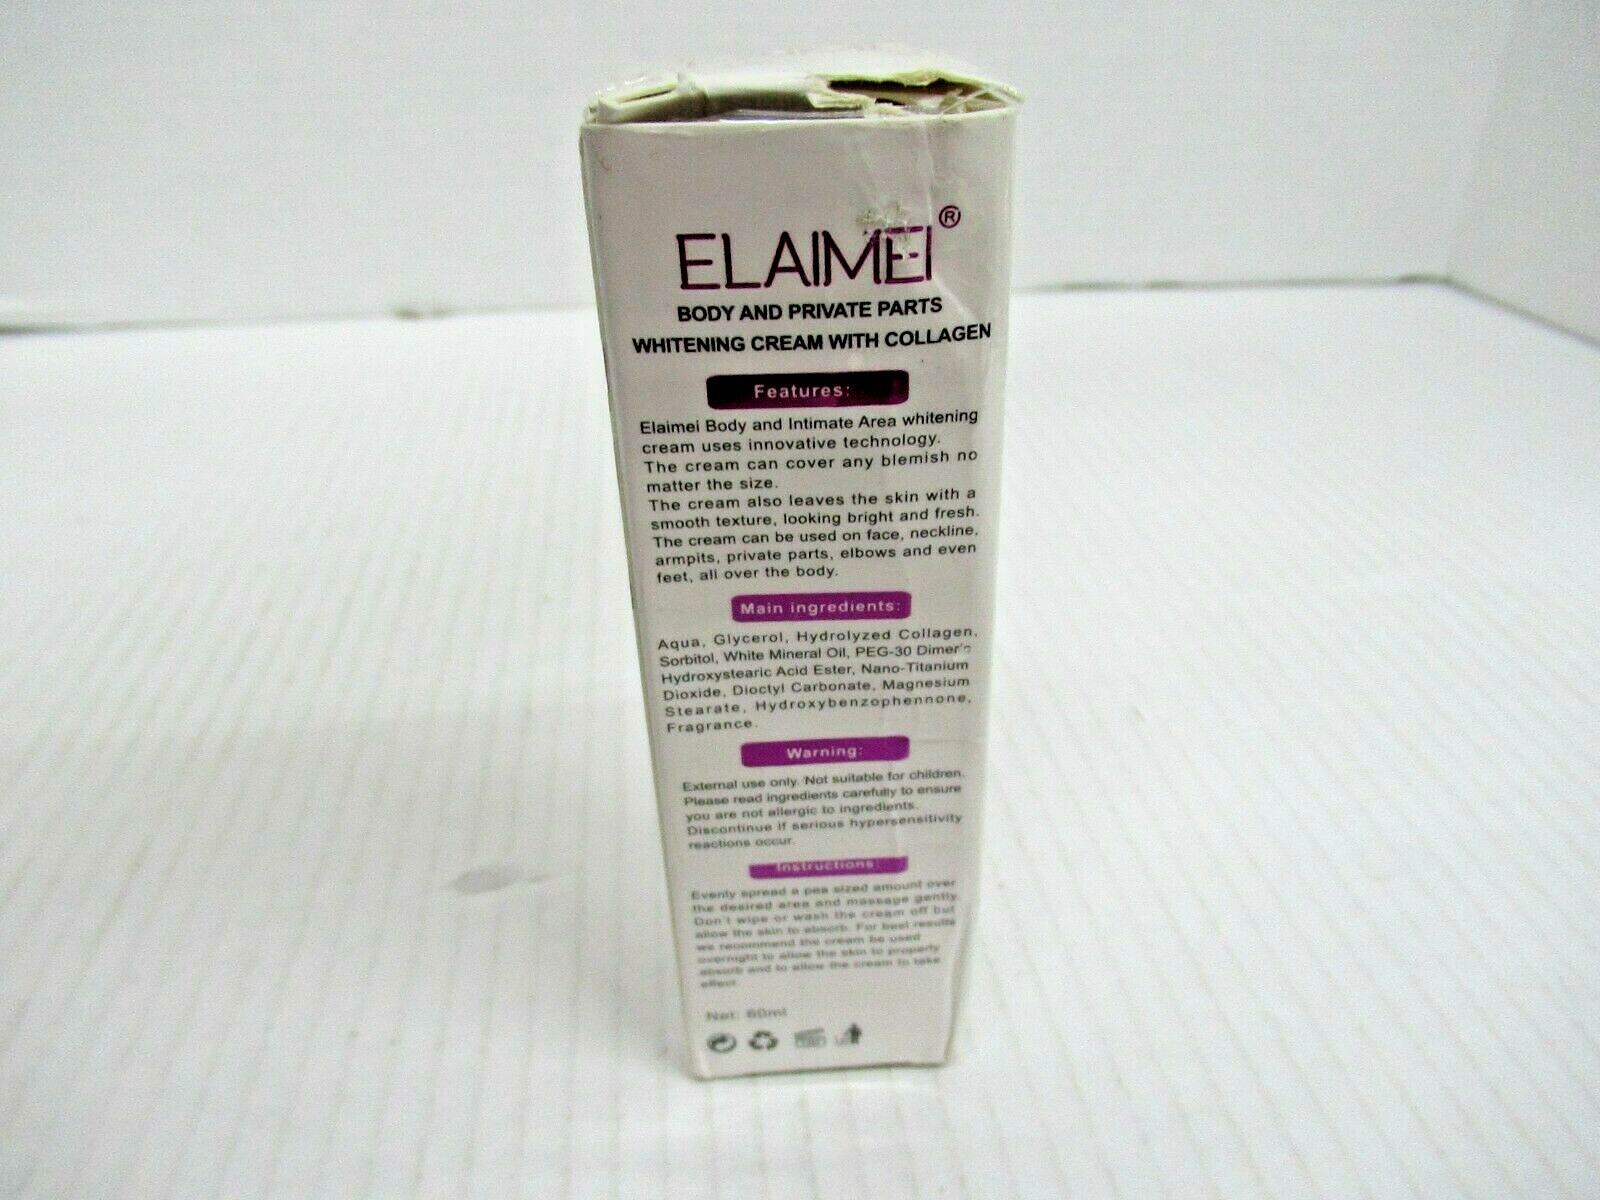 ELAIMEI®
BODY AND PRIVATE PARTS
WHITENING CREAM WITH COLLAGEN
Features:
Elaimei Body and Intimate Area whitening
cream uses innovative technology.
The cream can cover any blemish no
matter the size.
The cream also leaves the skin with a
smooth texture, looking bright and fresh.
The cream can be used on face, neckline,
armpits, private parts, elbows and even
feet, all over the body.
Main ingredients:
Aqua, Glycerol, Hydrolyzed Collagen,
Sorbitol, White Mineral Oil, PEG-30
Hydroxystearic Acid Ester, Nano-Titanium
Dioxide, Dioctyl Carbonate, Magnesium
Stearate, Hydroxybenzophennone,
Fragrance.
Warning:
External use only. Not suitable for children.
Please read ingredients carefully to ensure
you are not allergic to ingredients.
Discontinue if serious hypersensitivity
reactions occur.
Instructions:
Evenly spread a pea sized amount over
the desired area and massage gently.
Don't wipe or wash the cream off but
allow the skin to absorb. For best results
we recommend the cream be used
overnight to allow the skin to properly
absorb and to allow the cream to take
effect.
Net: 60ml